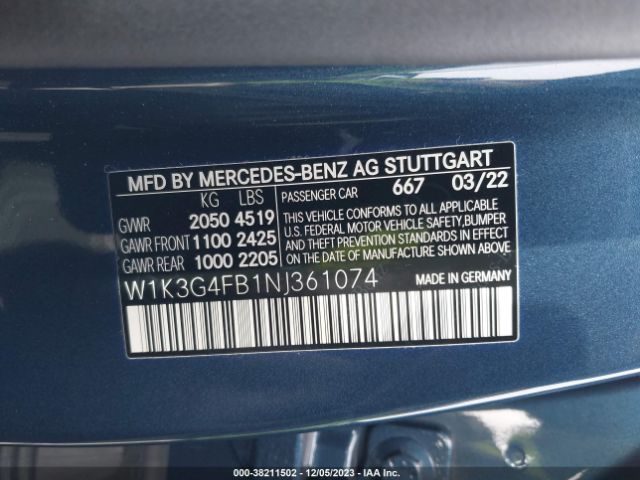 MFD BY MERCEDES-BENZ AG STUTTGART
KG LBS PASSENGER CAR 667 03/22
GVWR 2050 4519
GAWR FRONT 1100 2425
GAWR REAR 1000 2205
THIS VEHICLE CONFORMS TO ALL APPLICABLE
U.S. FEDERAL MOTOR VEHICLE SAFETY, BUMPER
AND THEFT PREVENTION STANDARDS IN EFFECT
ON THE DATE OF MANUFACTURE SHOWN ABOVE.
W1K3G4FB1NJ361074 MADE IN GERMANY
000-38211502 - 12/05/2023 - IAA Inc.